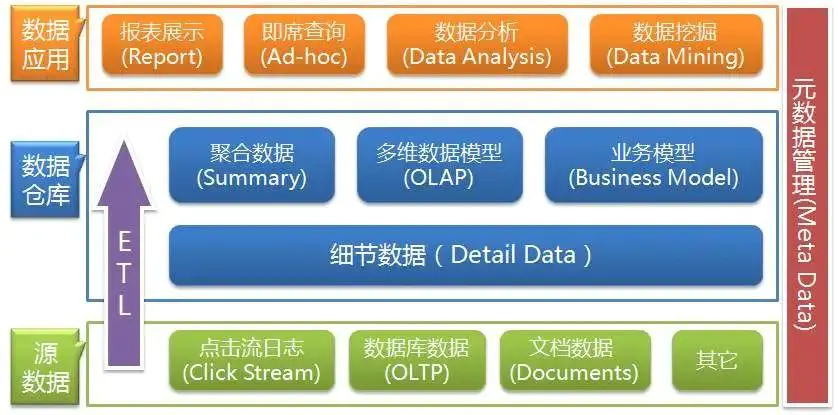 数据
应用
报表展示
(Report)
即席查询
(Ad-hoc)
数据分析
(Data Analysis)
数据挖掘
(Data Mining)
数据
仓库
聚合数据
(Summary)
多维数据模型
(OLAP)
业务模型
(Business Model)
细节数据（Detail Data）
ETL
源
数据
点击流日志
(Click Stream)
数据库数据
(OLTP)
文档数据
(Documents)
其它
元数据管理(Meta Data)